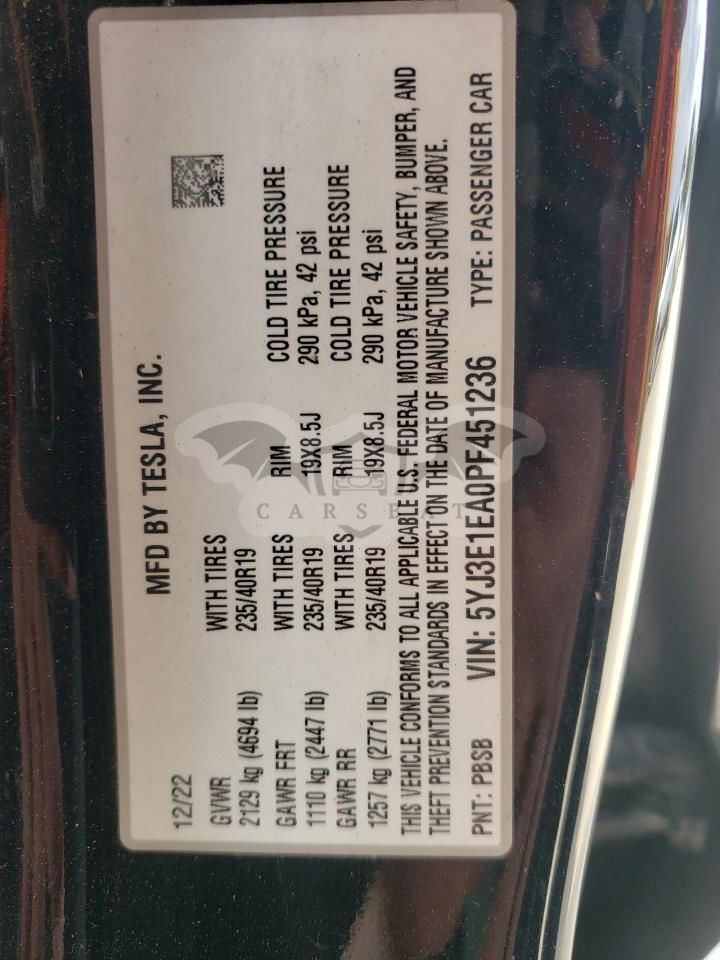 MFD BY TESLA, INC.
12/22
GVWR WITH TIRES
2129 kg (4694 lb) 235/40R19
GAWR FRT WITH TIRES RIM COLD TIRE PRESSURE
1110 kg (2447 lb) 235/40R19 19X8.5J 290 kPa, 42 psi
GAWR RR WITH TIRES RIM COLD TIRE PRESSURE
1257 kg (2771 lb) 235/40R19 19X8.5J 290 kPa, 42 psi
THIS VEHICLE CONFORMS TO ALL APPLICABLE U.S. FEDERAL MOTOR VEHICLE SAFETY, BUMPER, AND
THEFT PREVENTION STANDARDS IN EFFECT ON THE DATE OF MANUFACTURE SHOWN ABOVE.
PNT: PBSB VIN: 5YJ3E1EA0PF451236 TYPE: PASSENGER CAR
CARSEAT